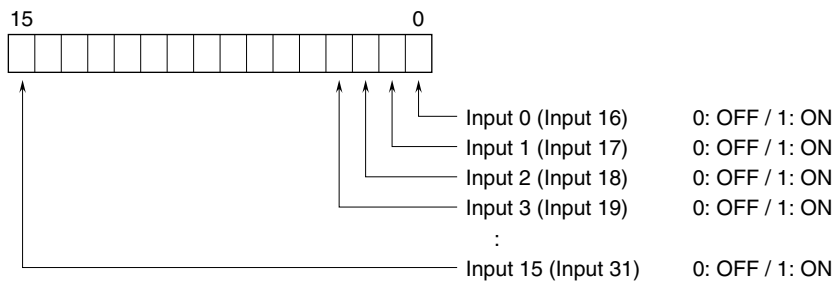 15 0
Input 0 (Input 16) 0: OFF / 1: ON
Input 1 (Input 17) 0: OFF / 1: ON
Input 2 (Input 18) 0: OFF / 1: ON
Input 3 (Input 19) 0: OFF / 1: ON
:
Input 15 (Input 31) 0: OFF / 1: ON